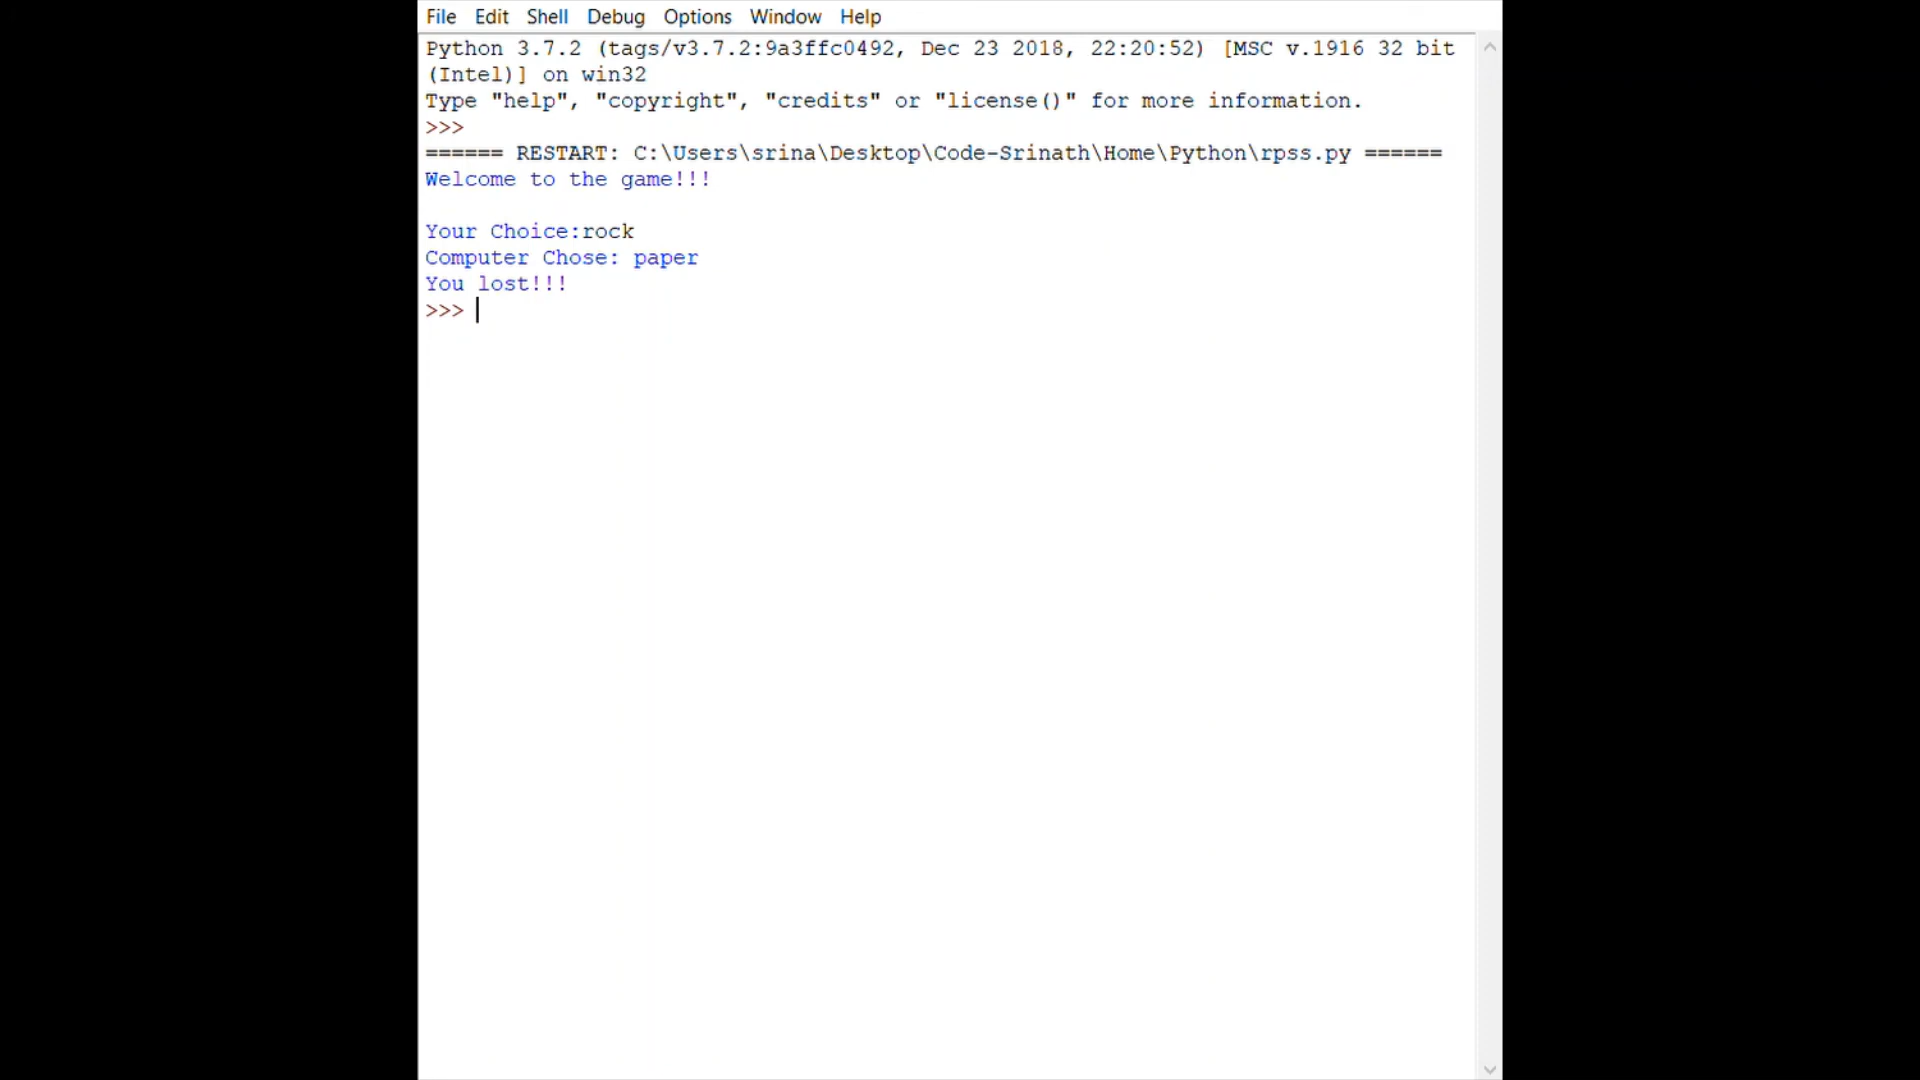 File Edit Shell Debug Options Window Help
Python 3.7.2 (tags/v3.7.2:9a3ffc0492, Dec 23 2018, 22:20:52) [MSC v.1916 32 bit
(Intel)] on win32
Type "help", "copyright", "credits" or "license()" for more information.
>>>
====== RESTART: C:\Users\srina\Desktop\Code-Srinath\Home\Python\rpss.py ======
Welcome to the game!!!
Your Choice:rock
Computer Chose: paper
You lost!!!
>>>